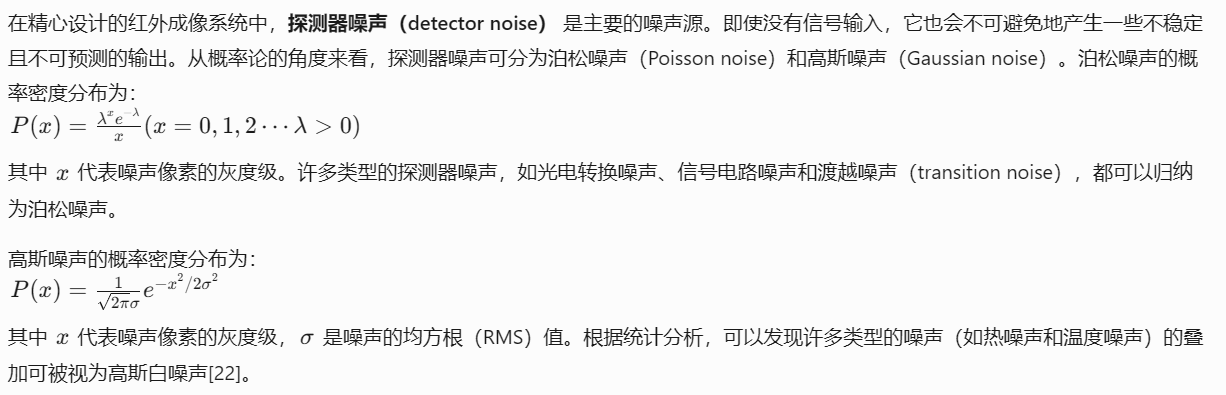 在精心设计的红外成像系统中，探测器噪声（detector noise） 是主要的噪声源。即使没有信号输入，它也会不可避免地产生一些不稳定
且不可预测的输出。从概率论的角度来看，探测器噪声可分为泊松噪声（Poisson noise）和高斯噪声（Gaussian noise）。泊松噪声的概
率密度分布为：
$P(x) = \frac{\lambda^x e^{-\lambda}}{x} (x = 0, 1, 2 \cdots \lambda > 0)$
其中 $x$ 代表噪声像素的灰度级。许多类型的探测器噪声，如光电转换噪声、信号电路噪声和渡越噪声（transition noise）, 都可以归纳
为泊松噪声。
高斯噪声的概率密度分布为：
$P(x) = \frac{1}{\sqrt{2\pi}\sigma} e^{-x^2/2\sigma^2}$
其中 $x$ 代表噪声像素的灰度级，$\sigma$ 是噪声的均方根（RMS）值。根据统计分析，可以发现许多类型的噪声（如热噪声和温度噪声）的叠
加可被视为高斯白噪声[22]。